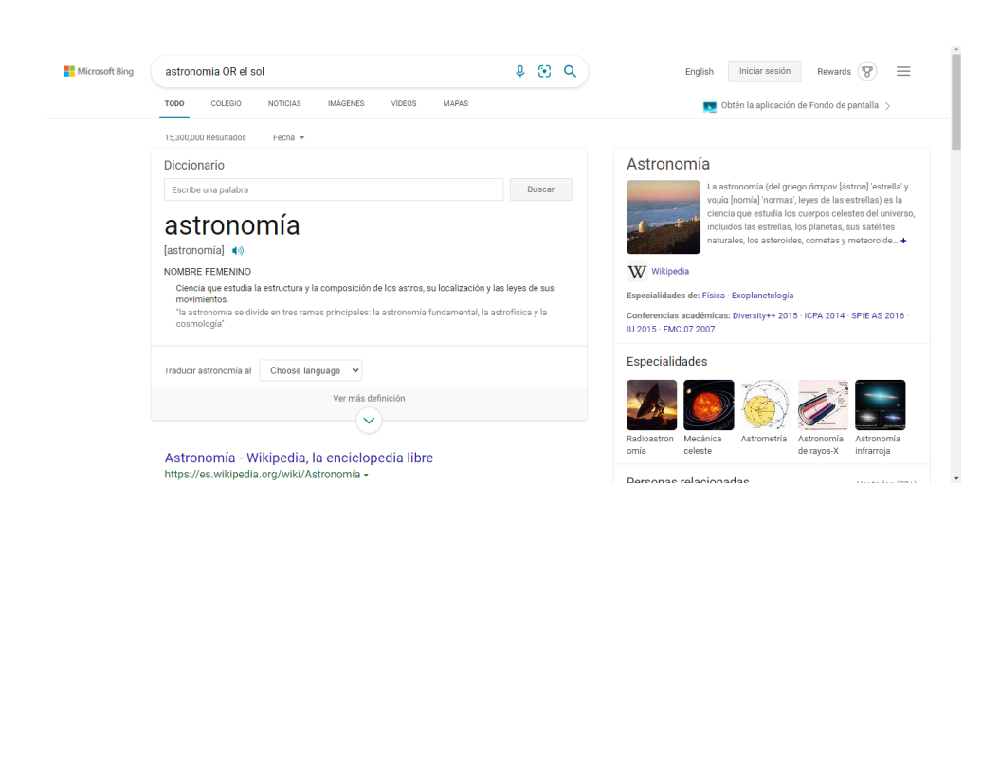 Microsoft Bing
astronomia OR el sol
English
Iniciar sesión
Rewards
TODO
COLEGIO
NOTICIAS
IMÁGENES
VÍDEOS
MAPAS
Obtén la aplicación de Fondo de pantalla
15,300,000 Resultados
Fecha
Diccionario
Escribe una palabra
Buscar
astronomía
[astronomía]
NOMBRE FEMENINO
Ciencia que estudia la estructura y la composición de los astros, su localización y las leyes de sus
movimientos.
"la astronomía se divide en tres ramas principales: la astronomía fundamental, la astrofísica y la
cosmología"
Traducir astronomía al
Choose language
Ver más definición
Astronomía - Wikipedia, la enciclopedia libre
https://es.wikipedia.org/wiki/Astronomía
Astronomía
La astronomía (del griego άστρον [ástron] 'estrella' y
νομία [nomía] 'normas', leyes de las estrellas) es la
ciencia que estudia los cuerpos celestes del universo,
incluidos las estrellas, los planetas, sus satélites
naturales, los asteroides, cometas y meteoroide… +
W Wikipedia
Especialidades de: Física · Exoplanetología
Conferencias académicas: Diversity++ 2015 · ICPA 2014 · SPIE AS 2016 ·
IU 2015 · FMC.07 2007
Especialidades
Radioastron
omía
Mecánica
celeste
Astrometría
Astronomía
de rayos-X
Astronomía
infrarroja
Personas relacionadas